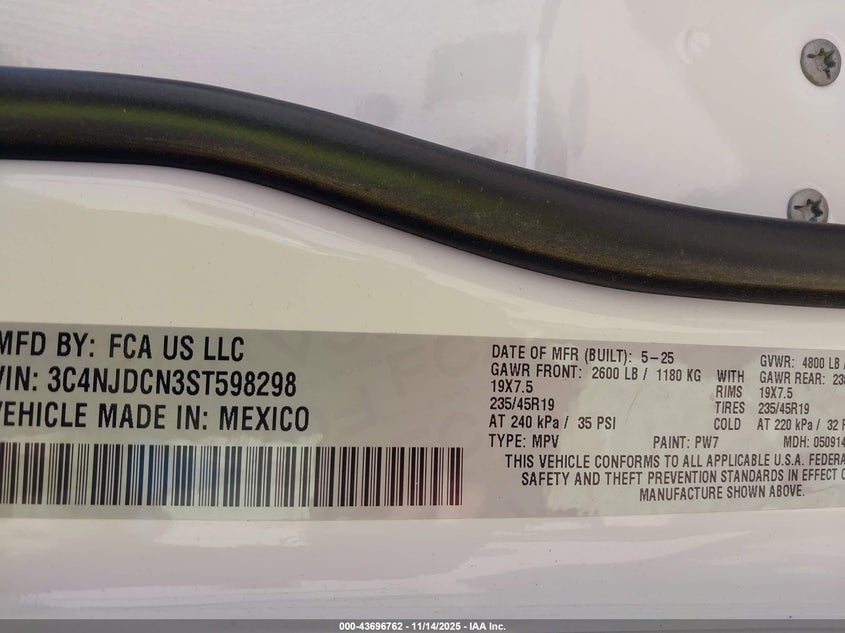 MFD BY: FCA US LLC
VIN: 3C4NJDCN3ST598298
VEHICLE MADE IN: MEXICO
DATE OF MFR (BUILT): 5-25
GVWR: 4800 LB /
GAWR FRONT: 2600 LB / 1180 KG WITH
GAWR REAR: 
19X7.5 RIMS 19X7.5
235/45R19 TIRES 235/45R19
AT 240 kPa / 35 PSI COLD AT 220 kPa / 32
TYPE: MPV PAINT: PW7 MDH: 050914
THIS VEHICLE CONFORMS TO ALL APPLICABLE U.S.A.
SAFETY AND THEFT PREVENTION STANDARDS IN EFFECT
MANUFACTURE SHOWN ABOVE.
000-43696762 - 11/14/2025 - IAA Inc.